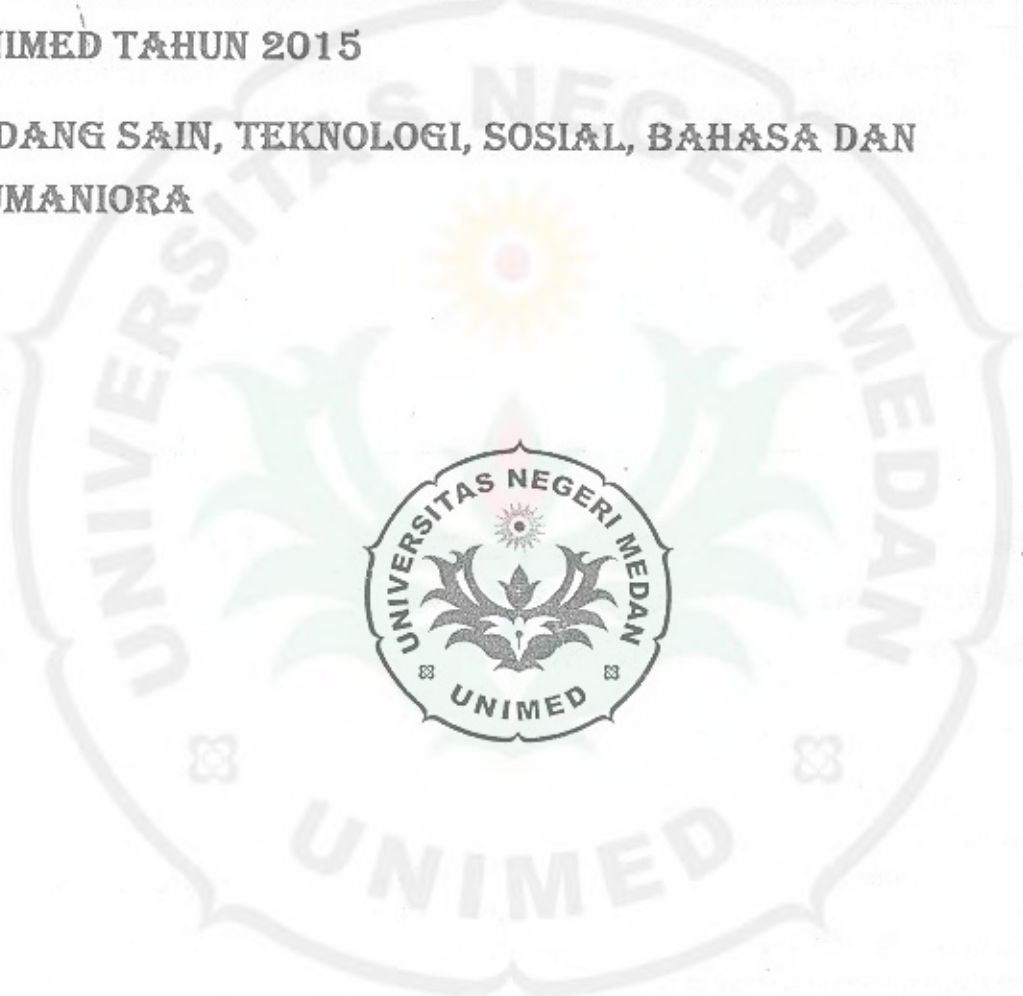 NIMED TAHUN 2015
DANG SAIN, TEKNOLOGI, SOSIAL, BAHASA DAN
UMANIORA
UNIVERSITAS NEGERI MEDAN
UNIMED
UNIVERSITAS NEGERI MEDAN
UNIMED